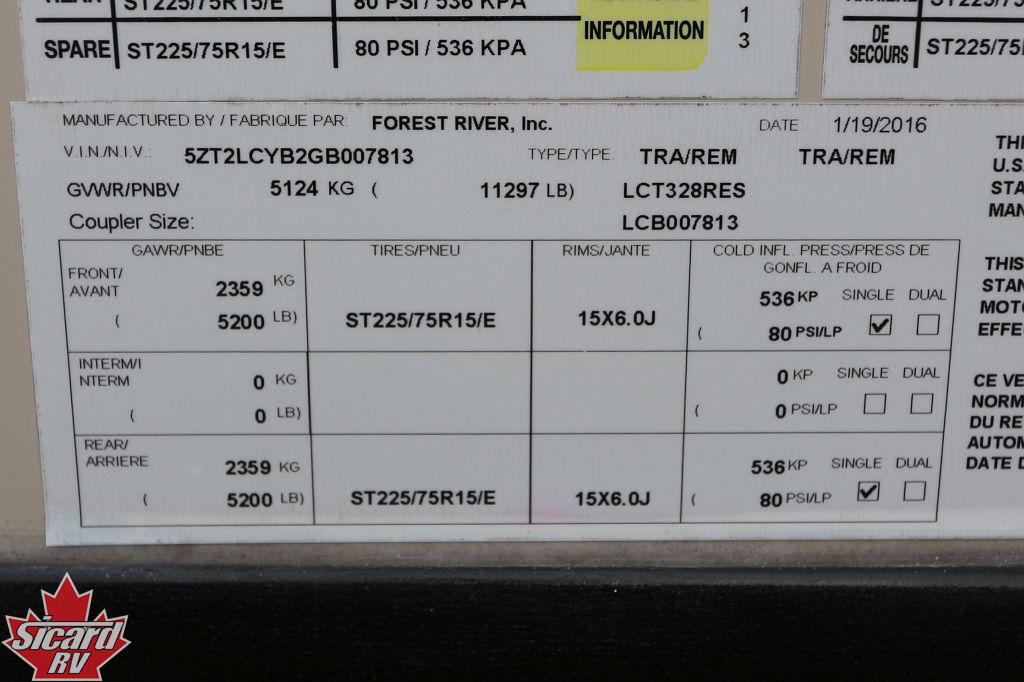 ST225/75R15/E 80 PSI / 536 KPA
SPARE ST225/75R15/E 80 PSI / 536 KPA INFORMATION 1
3
DE
SECOURS
MANUFACTURED BY / FABRIQUE PAR: FOREST RIVER, Inc. DATE: 1/19/2016
V.I.N./N.I.V.: 5ZT2LCYB2GB007813 TYPE/TYPE: TRA/REM TRA/REM
GVWR/PNBV 5124 KG ( 11297 LB) LCT328RES
Coupler Size: LCB007813
GAWR/PNBE TIRES/PNEU RIMS/JANTE COLD INFL. PRESS/PRESS DE
GONFL. A FROID
FRONT/
AVANT 2359 KG 536 KP SINGLE DUAL
( 5200 LB) ST225/75R15/E 15X6.0J ( 80 PSI/LP
INTERM/I
NTERM 0 KG 0 KP SINGLE DUAL
( 0 LB) ( 0 PSI/LP
REAR/
ARRIERE 2359 KG 536 KP SINGLE DUAL
( 5200 LB) ST225/75R15/E 15X6.0J ( 80 PSI/LP
U.S.
THIS
CE VE
NORM
DU RE
AUTOM
DATE D
Sicard
RV